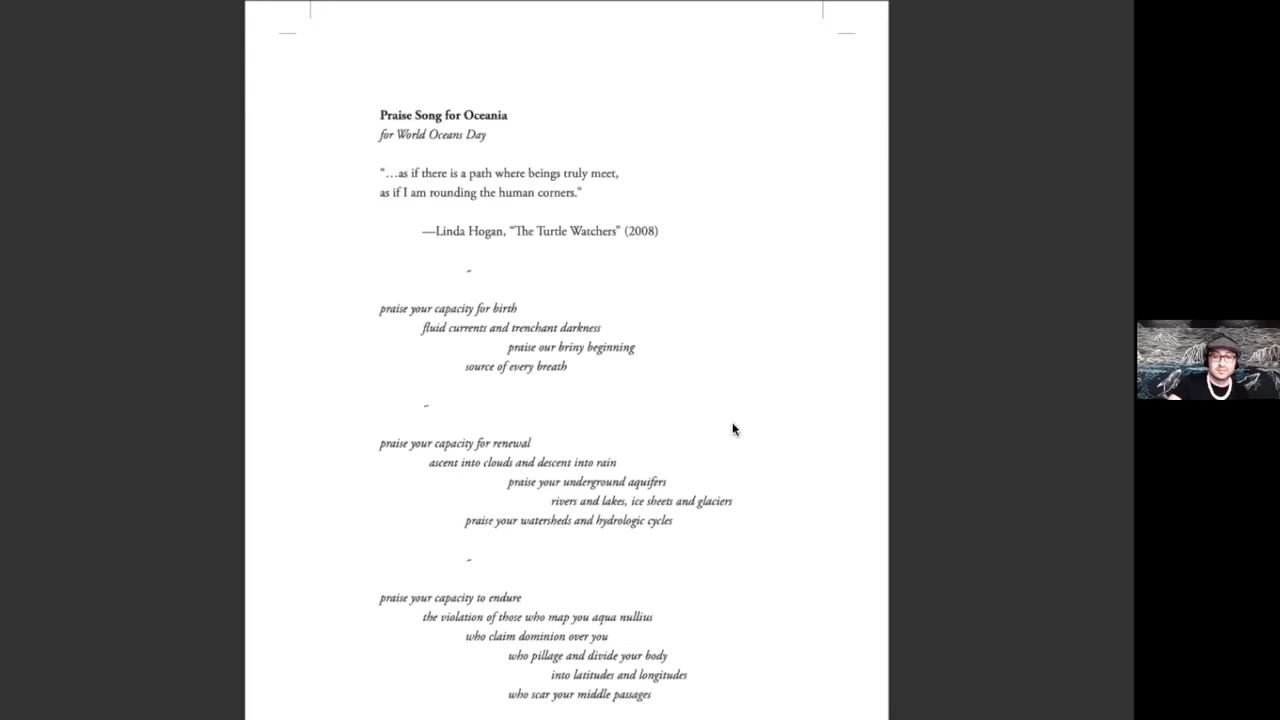 Praise Song for Oceania
for World Oceans Day
"…as if there is a path where beings truly meet,
as if I am rounding the human corners."
—Linda Hogan, "The Turtle Watchers" (2008)
~
praise your capacity for birth
fluid currents and trenchant darkness
praise our briny beginning
source of every breath
~
praise your capacity for renewal
ascent into clouds and descent into rain
praise your underground aquifers
rivers and lakes, ice sheets and glaciers
praise your watersheds and hydrologic cycles
~
praise your capacity to endure
the violation of those who map you aqua nullius
who claim dominion over you
who pillage and divide your body
into latitudes and longitudes
who scar your middle passages